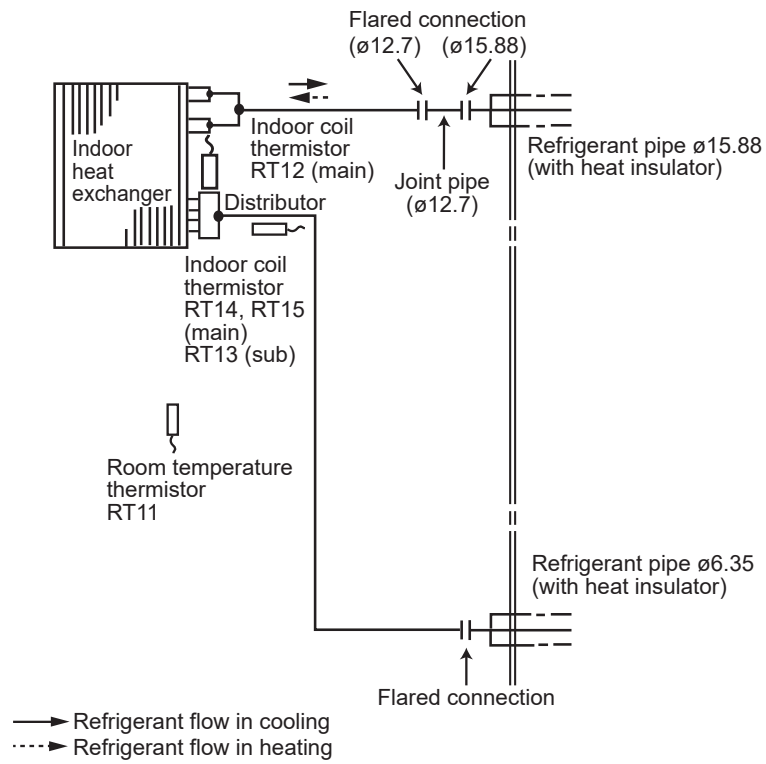 Flared connection
(ø12.7) (ø15.88)
Indoor
heat
exchanger
Indoor coil
thermistor
RT12 (main)
Joint pipe
(ø12.7)
Refrigerant pipe ø15.88
(with heat insulator)
Distributor
Indoor coil
thermistor
RT14, RT15
(main)
RT13 (sub)
Room temperature
thermistor
RT11
Refrigerant pipe ø6.35
(with heat insulator)
Flared connection
Refrigerant flow in cooling
Refrigerant flow in heating